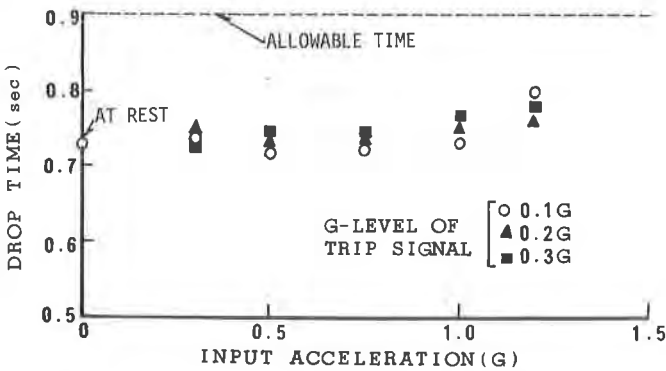 0.9
ALLOWABLE TIME
0.8
AT REST
0.7
DROP TIME(sec)
0.6
G-LEVEL OF
TRIP SIGNAL
0.1G
0.2G
0.3G
0.5
0
0.5
1.0
1.5
INPUT ACCELERATION(G)